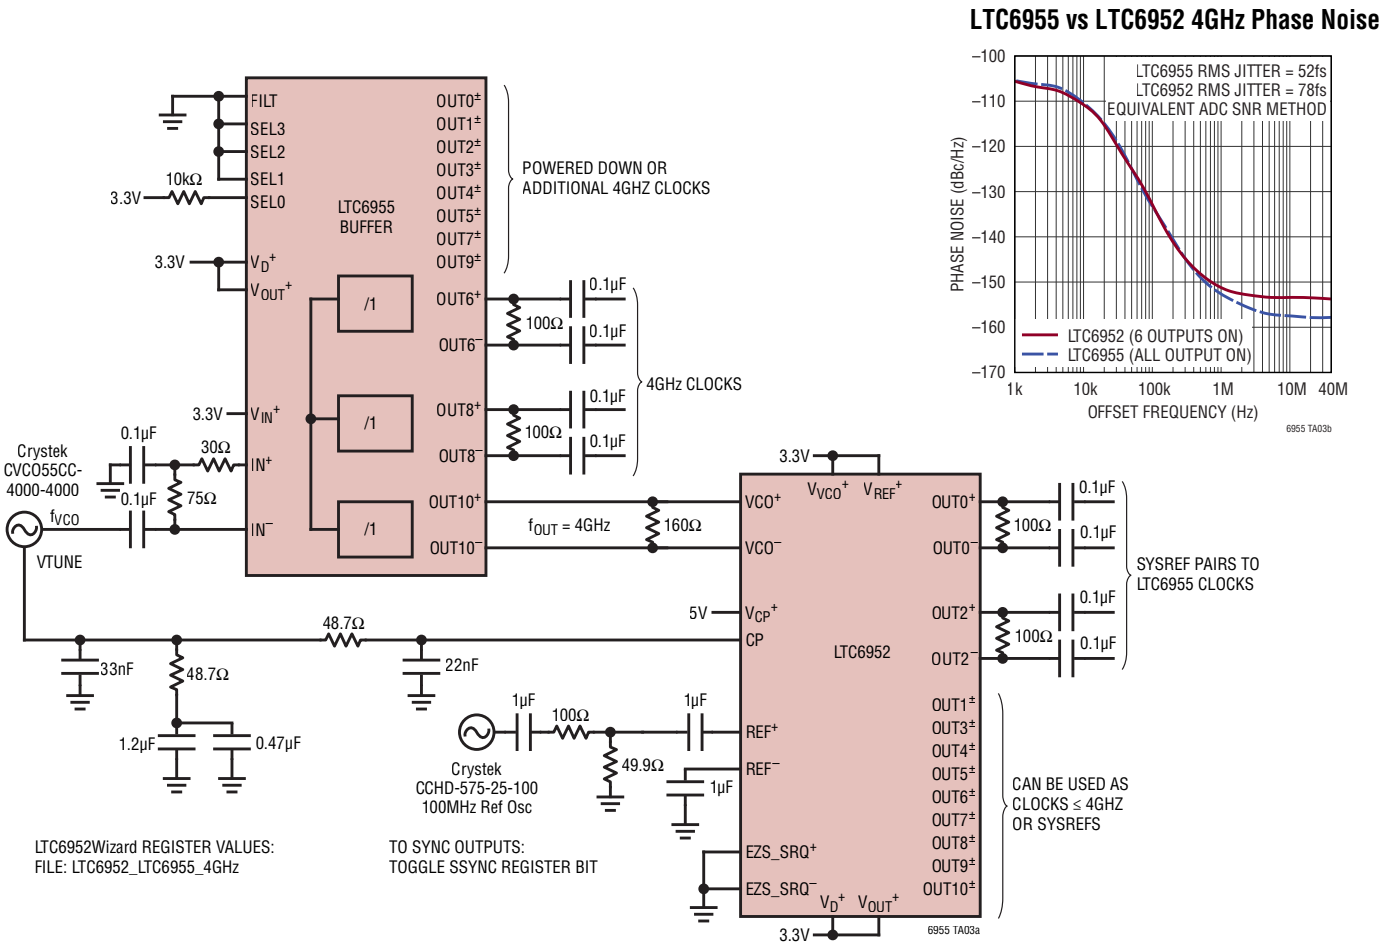 LTC6955 vs LTC6952 4GHz Phase Noise
–100
–110
–120
–130
–140
–150
–160
–170
PHASE NOISE (dBc/Hz)
LTC6955 RMS JITTER = 52fs
LTC6952 RMS JITTER = 78fs
EQUIVALENT ADC SNR METHOD
LTC6952 (6 OUTPUTS ON)
LTC6955 (ALL OUTPUT ON)
1k 10k 100k 1M 10M 40M
OFFSET FREQUENCY (Hz)
6955 TA03b
FILT
SEL3
SEL2
SEL1
SEL0
10kΩ
3.3V
3.3V
VD+
VOUT+
3.3V
VIN+
IN+
IN–
LTC6955
BUFFER
/1
/1
/1
OUT0±
OUT1±
OUT2±
OUT3±
OUT4±
OUT5±
OUT7±
OUT9±
OUT6+
OUT6–
OUT8+
OUT8–
OUT10+
OUT10–
POWERED DOWN OR
ADDITIONAL 4GHZ CLOCKS
0.1µF
100Ω
0.1µF
4GHz CLOCKS
0.1µF
100Ω
0.1µF
fOUT = 4GHz
160Ω
Crystek
CVCO55CC-
4000-4000
0.1µF
30Ω
0.1µF
75Ω
fVCO
VTUNE
48.7Ω
33nF
48.7Ω
22nF
1.2µF
0.47µF
3.3V
VVCO+
VREF+
VCO+
VCO–
5V
VCP+
CP
LTC6952
REF+
REF–
EZS_SRQ+
EZS_SRQ–
VD+
VOUT+
3.3V
OUT0+
OUT0–
OUT2+
OUT2–
0.1µF
100Ω
0.1µF
0.1µF
100Ω
0.1µF
SYSREF PAIRS TO
LTC6955 CLOCKS
OUT1±
OUT3±
OUT4±
OUT5±
OUT6±
OUT7±
OUT8±
OUT9±
OUT10±
CAN BE USED AS
CLOCKS ≤ 4GHZ
OR SYSREFS
1µF
100Ω
1µF
49.9Ω
1µF
Crystek
CCHD-575-25-100
100MHz Ref Osc
LTC6952Wizard REGISTER VALUES:
FILE: LTC6952_LTC6955_4GHz
TO SYNC OUTPUTS:
TOGGLE SSYNC REGISTER BIT
6955 TA03a